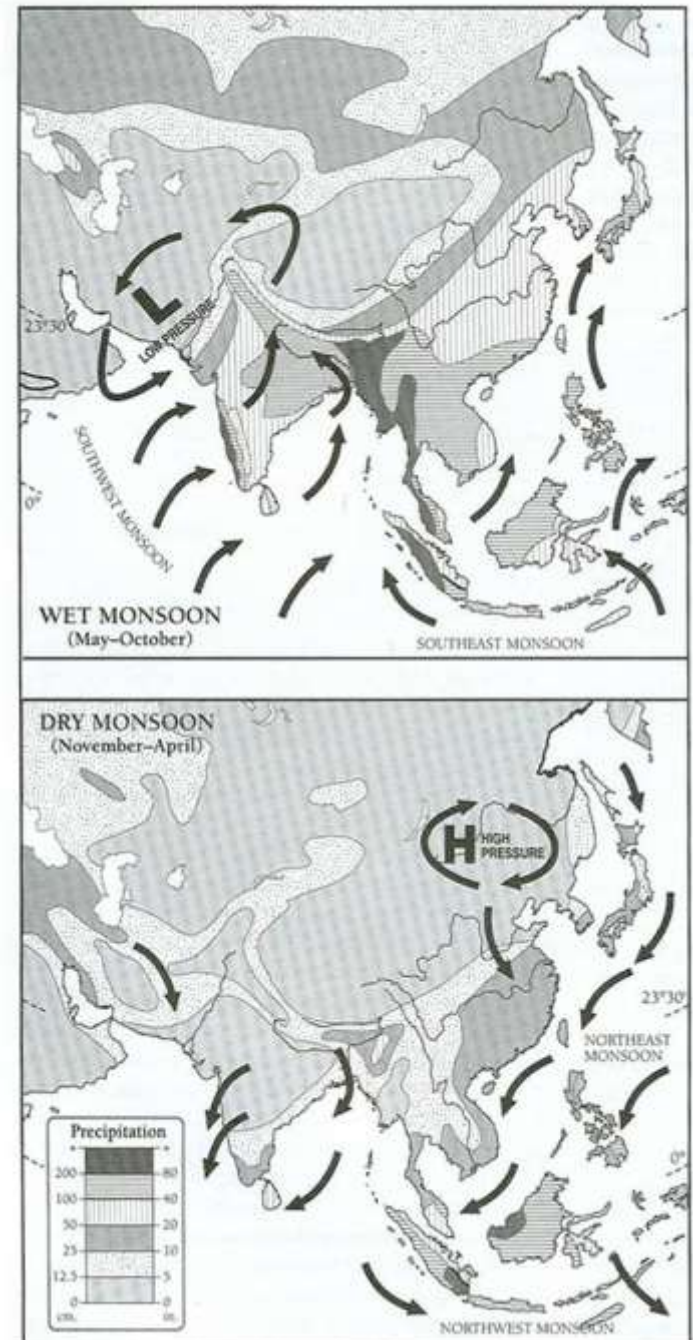 23°30'
L
LOW PRESSURE
SOUTHWEST MONSOON
0°
WET MONSOON
(May–October)
SOUTHEAST MONSOON
DRY MONSOON
(November–April)
H HIGH
PRESSURE
23°30'
NORTHEAST
MONSOON
0°
Precipitation
+ +
200 80
100 40
50 20
25 10
12.5 5
0 0
cm. in.
NORTHWEST MONSOON